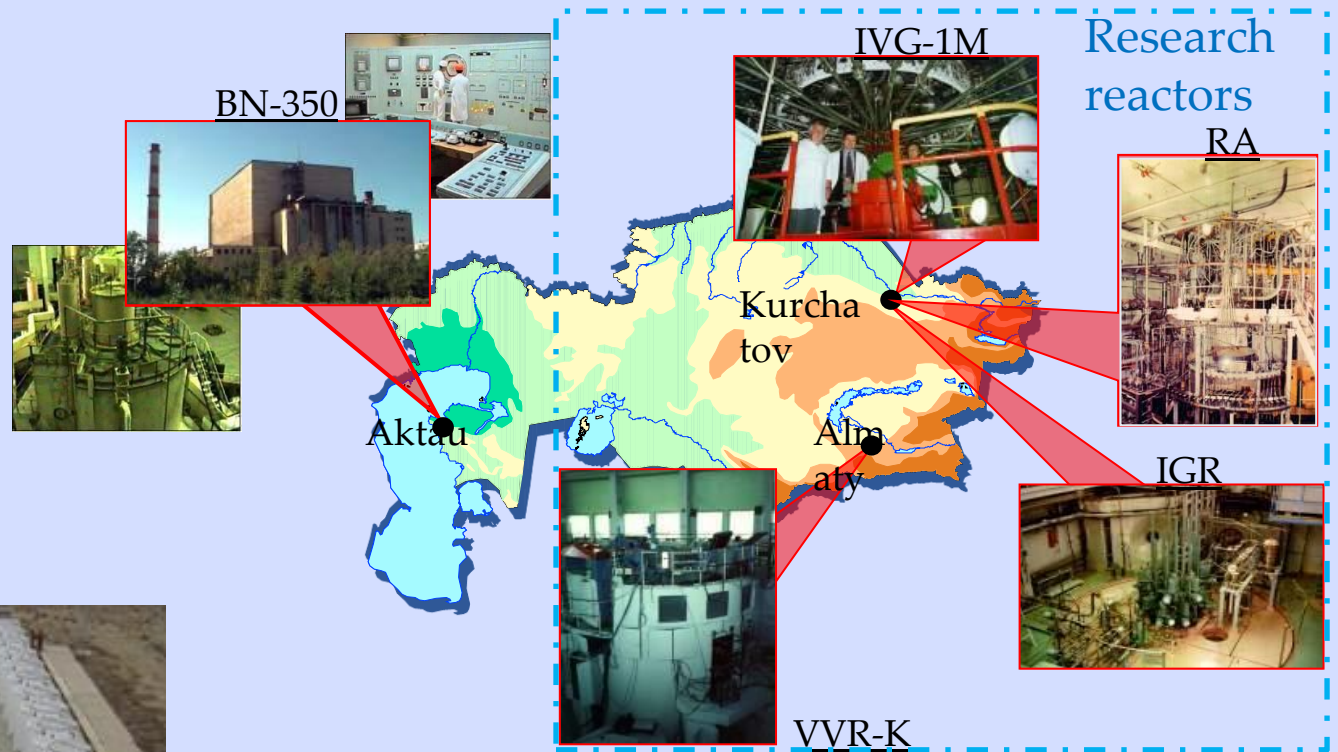 IVG-1M
Research
reactors
BN-350
RA
Kurcha
tov
Aktau
Alm
aty
IGR
VVR-K